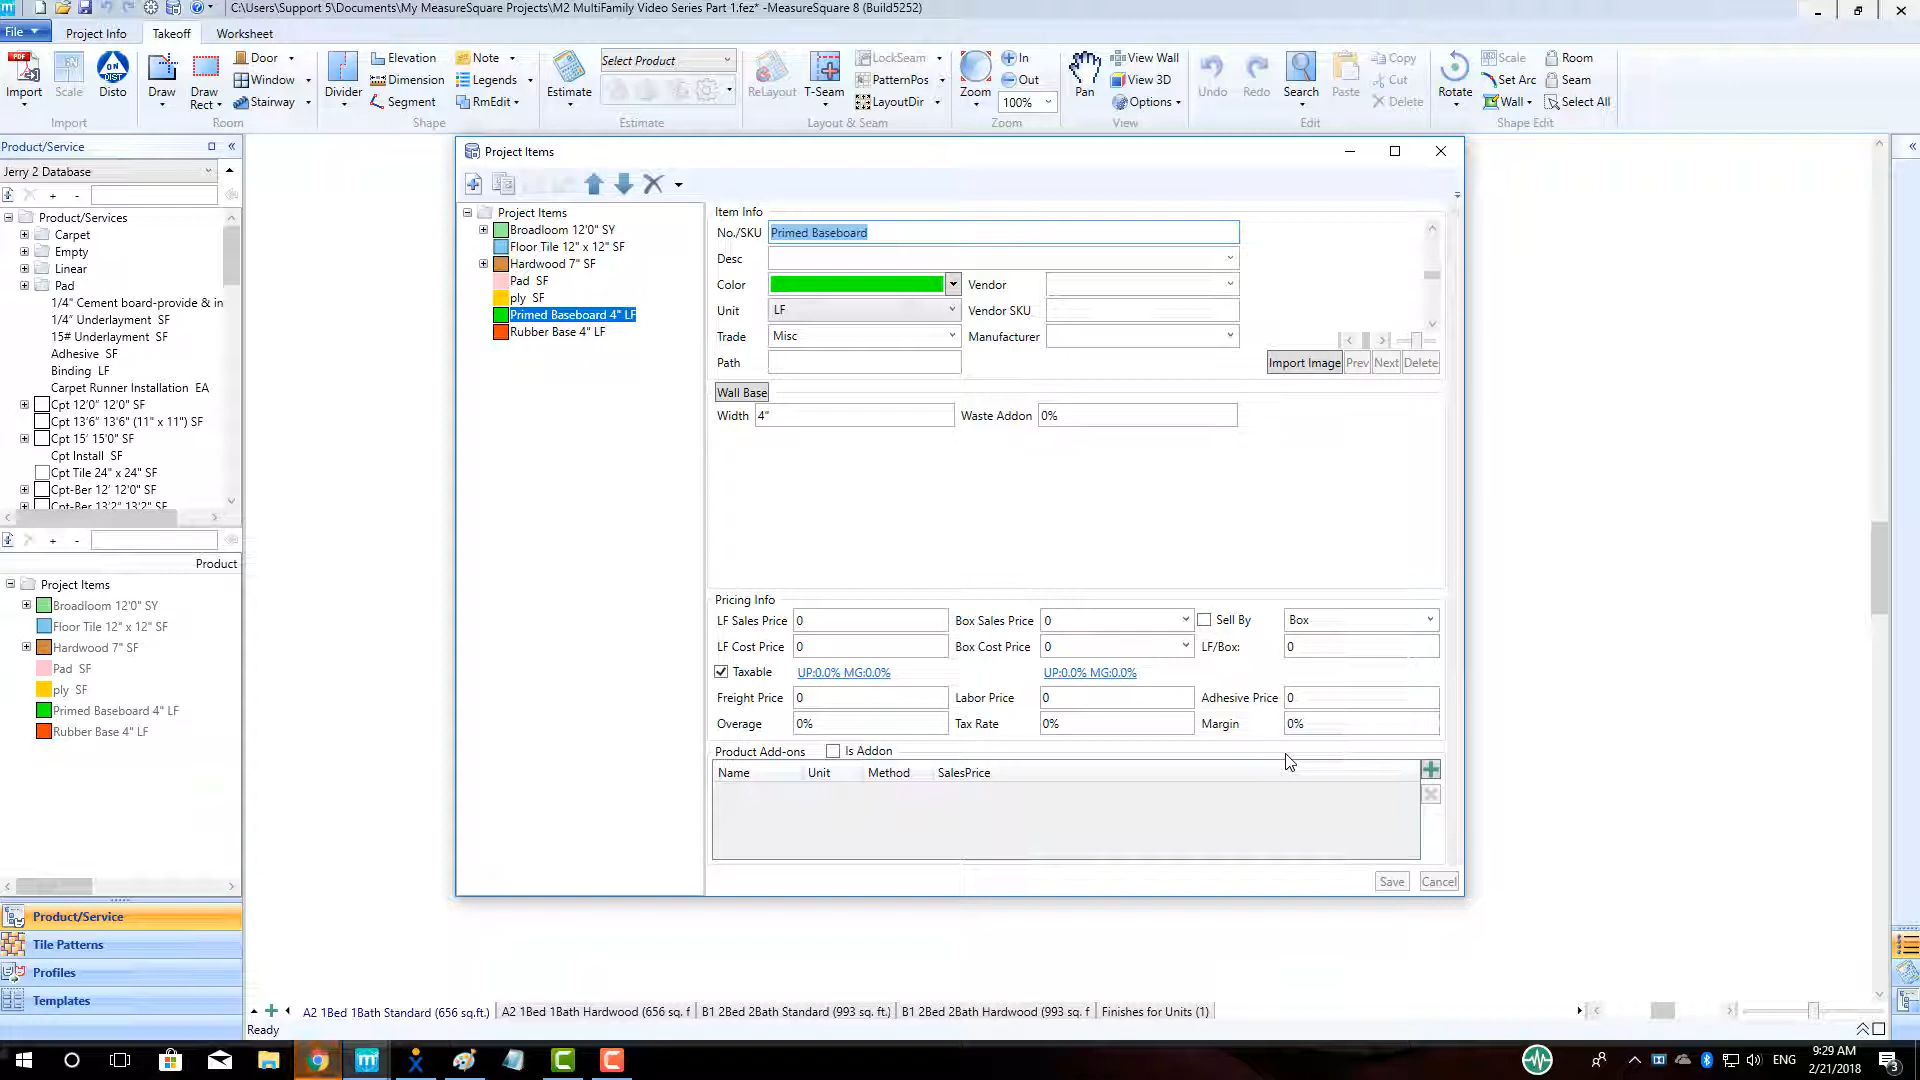 C:\Users\Support 5\Documents\My MeasureSquare Projects\M2 MultiFamily Video Series Part 1.fez* -MeasureSquare 8 (Build5252)
File Project Info Takeoff Worksheet
Import Scale Disto
Import
Draw Draw Rect Door Window Stairway
Room
Divider Elevation Dimension Segment Note Legends RmEdit
Shape
Estimate Select Product
Estimate
ReLayout T-Seam LockSeam PatternPos LayoutDir
Layout & Seam
Zoom In Out 100%
Zoom
Pan View Wall View 3D Options
View
Undo Redo Search Paste Copy Cut Delete
Edit
Rotate Scale Set Arc Wall Room Seam Select All
Shape Edit
Product/Service
Jerry 2 Database
Product/Services
Carpet
Empty
Linear
Pad
1/4" Cement board-provide & in
1/4" Underlayment SF
15# Underlayment SF
Adhesive SF
Binding LF
Carpet Runner Installation EA
Cpt 12'0" 12'0" SF
Cpt 13'6" 13'6" (11" x 11") SF
Cpt 15' 15'0" SF
Cpt Install SF
Cpt Tile 24" x 24" SF
Cpt-Ber 12' 12'0" SF
Cpt-Ber 13'2" 13'2" SF
Product
Project Items
Broadloom 12'0" SY
Floor Tile 12" x 12" SF
Hardwood 7" SF
Pad SF
ply SF
Primed Baseboard 4" LF
Rubber Base 4" LF
Product/Service
Tile Patterns
Profiles
Templates
Project Items
Project Items
Broadloom 12'0" SY
Floor Tile 12" x 12" SF
Hardwood 7" SF
Pad SF
ply SF
Primed Baseboard 4" LF
Rubber Base 4" LF
Item Info
No./SKU Primed Baseboard
Desc
Color Vendor
Unit LF Vendor SKU
Trade Misc Manufacturer
Path
Import Image Prev Next Delete
Wall Base
Width 4" Waste Addon 0%
Pricing Info
LF Sales Price 0 Box Sales Price 0 Sell By Box
LF Cost Price 0 Box Cost Price 0 LF/Box: 0
Taxable UP:0.0% MG:0.0% UP:0.0% MG:0.0%
Freight Price 0 Labor Price 0 Adhesive Price 0
Overage 0% Tax Rate 0% Margin 0%
Product Add-ons Is Addon
Name Unit Method SalesPrice
Save Cancel
A2 1Bed 1Bath Standard (656 sq.ft.) A2 1Bed 1Bath Hardwood (656 sq. f B1 2Bed 2Bath Standard (993 sq. ft.) B1 2Bed 2Bath Hardwood (993 sq. f Finishes for Units (1)
Ready
ENG 9:29 AM
2/21/2018
3